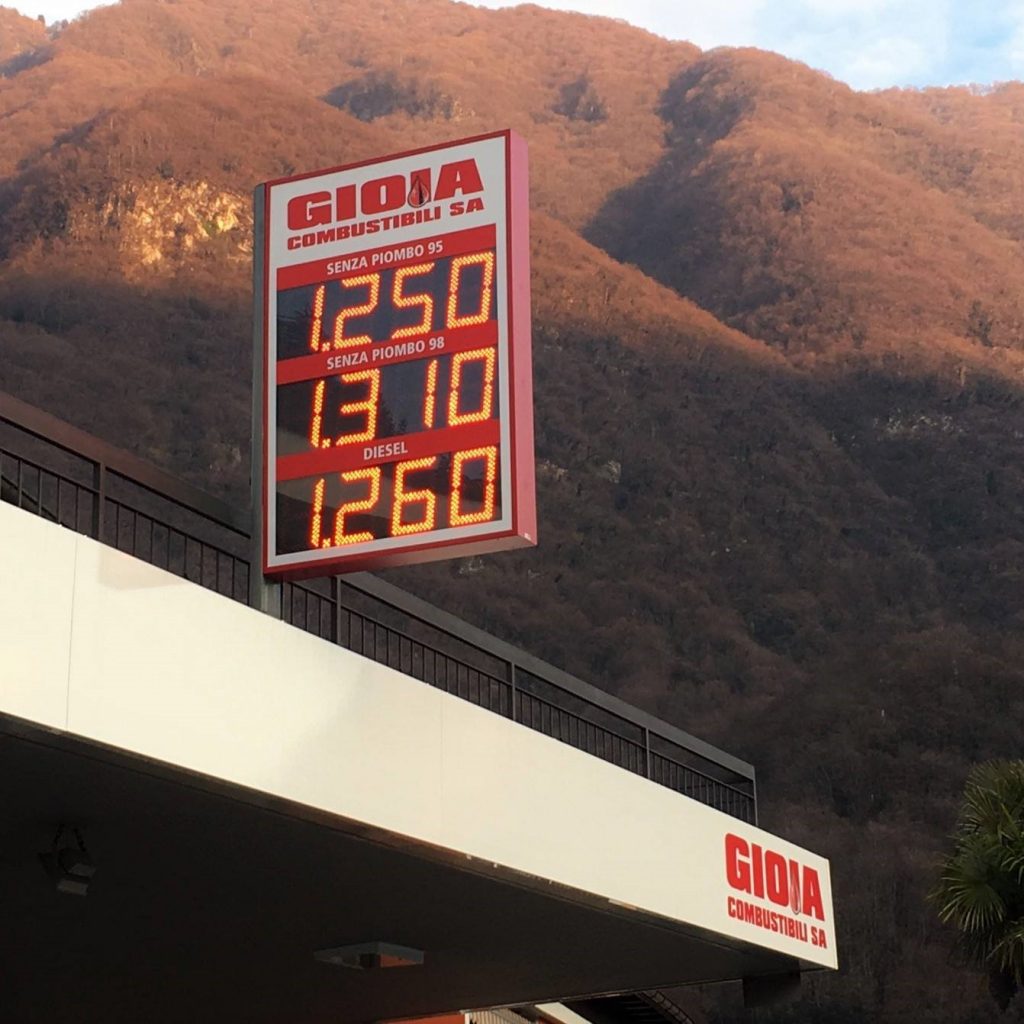 GIOIA
COMBUSTIBILI SA
SENZA PIOMBO 95
1.250
SENZA PIOMBO 98
1.310
DIESEL
1.260
GIOIA
COMBUSTIBILI SA